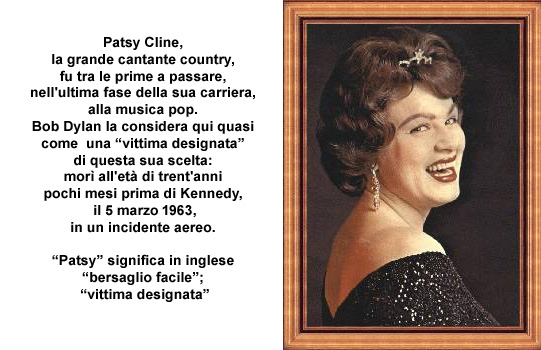 Patsy Cline,
la grande cantante country,
fu tra le prime a passare,
nell'ultima fase della sua carriera,
alla musica pop.
Bob Dylan la considera qui quasi
come una “vittima designata”
di questa sua scelta:
morì all'età di trent'anni
pochi mesi prima di Kennedy,
il 5 marzo 1963,
in un incidente aereo.
“Patsy” significa in inglese
“bersaglio facile”;
“vittima designata”